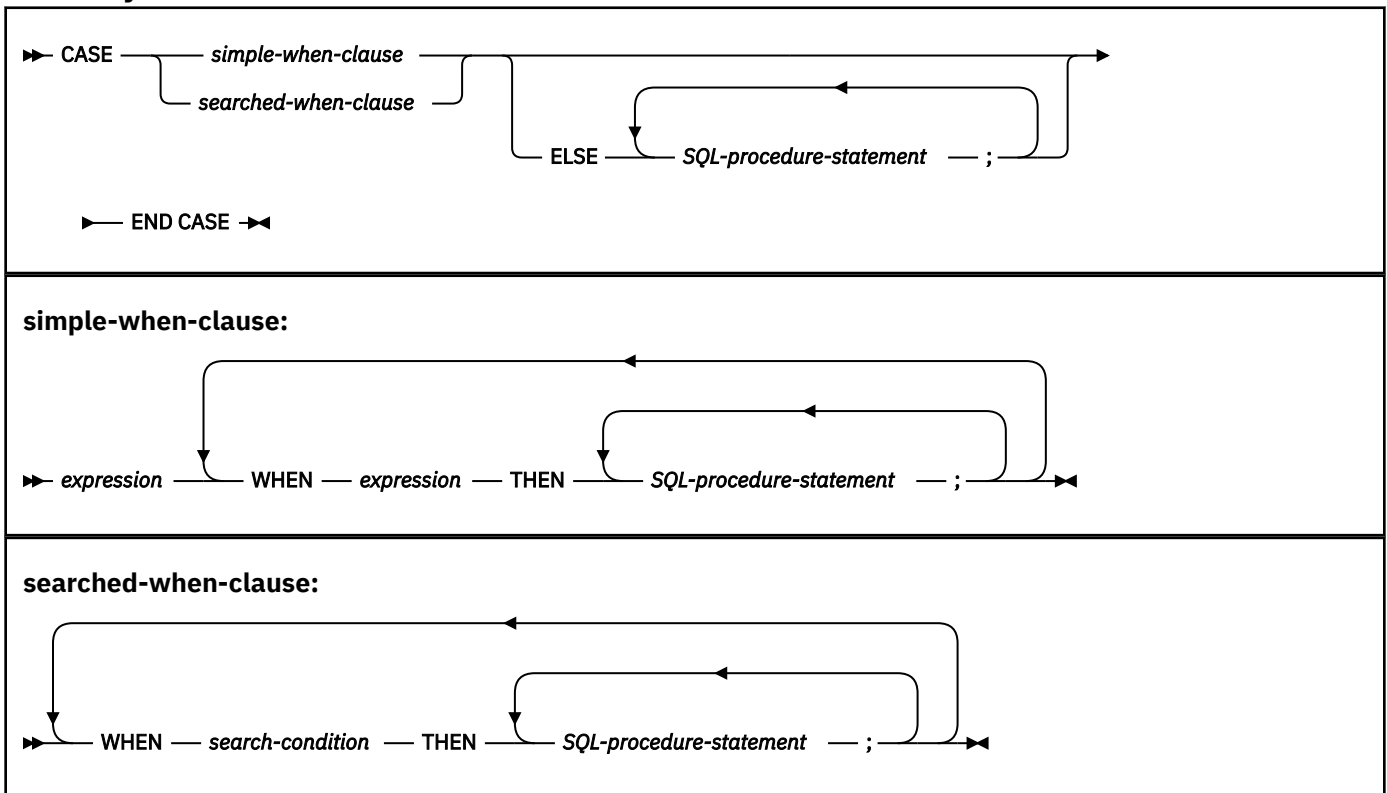 CASE simple-when-clause
searched-when-clause
ELSE SQL-procedure-statement ;
END CASE
simple-when-clause:
expression WHEN expression THEN SQL-procedure-statement ;
searched-when-clause:
WHEN search-condition THEN SQL-procedure-statement ;